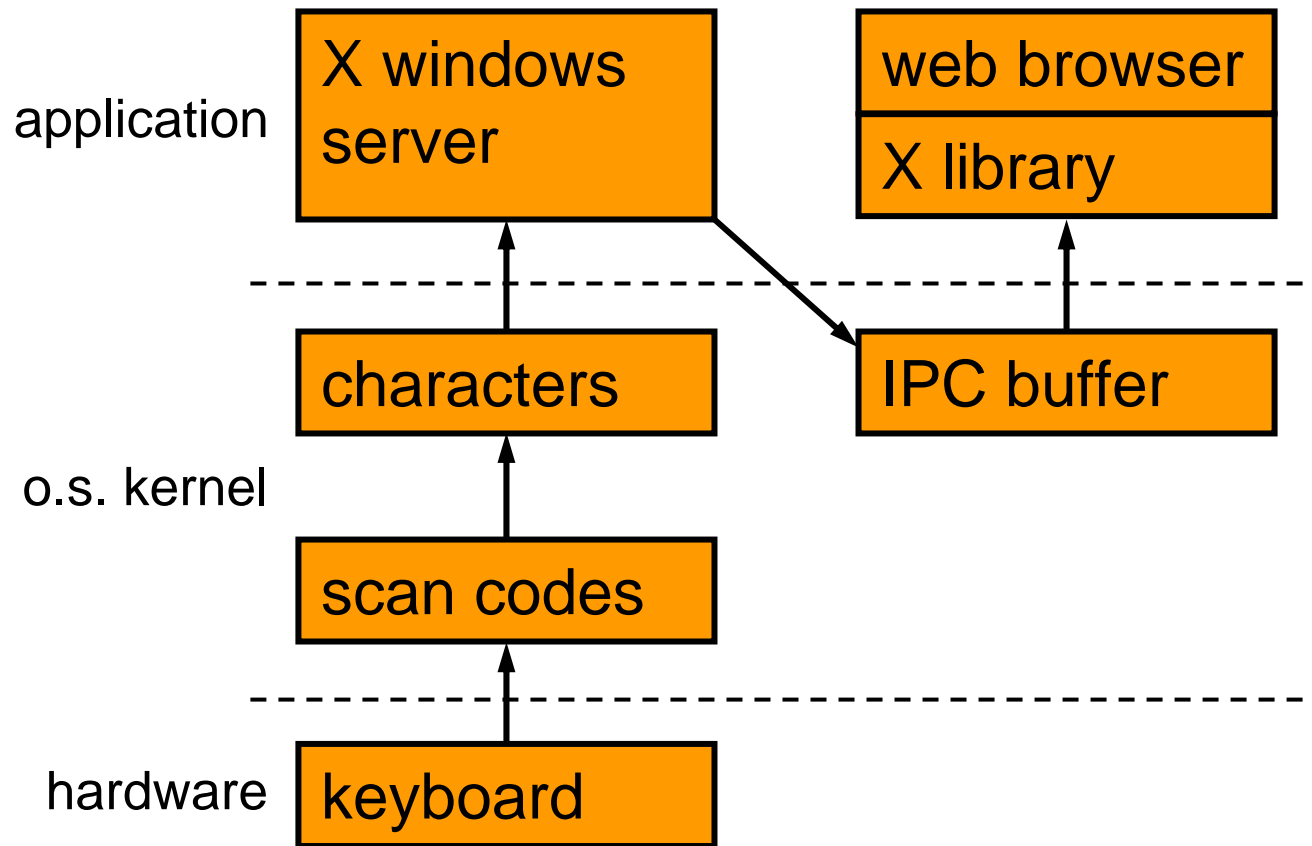 application
X windows
server
web browser
X library
characters
IPC buffer
o.s. kernel
scan codes
hardware
keyboard